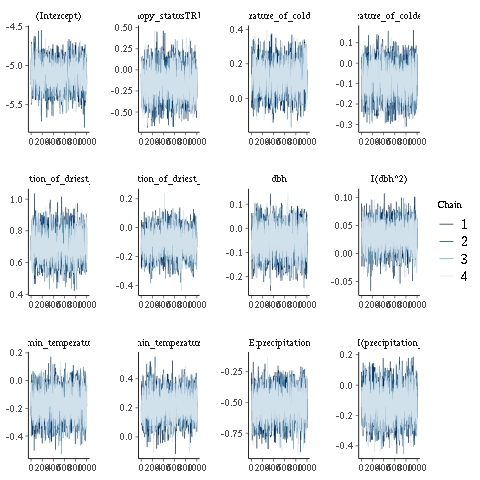 (Intercept) opy_statusTR rature_of_cold rature_of_colde
-4.5 -5.0 -5.5
0.50 0.25 0.00 -0.25 -0.50
0.4 0.2 0.0
0.1 0.0 -0.1 -0.2 -0.3
tion_of_driest_ tion_of_driest_ dbh I(dbh^2)
1.0 0.8 0.6 0.4
0.2 0.0 -0.2 -0.4
0.1 0.0 -0.1 -0.2
0.10 0.05 0.00 -0.05
Chain
1
2
3
4
min_temperatu min_temperatur E:precipitation I(precipitation_
0.2 0.0 -0.2 -0.4
0.4 0.2 0.0
-0.25 -0.50 -0.75
0.2 0.0 -0.2 -0.4